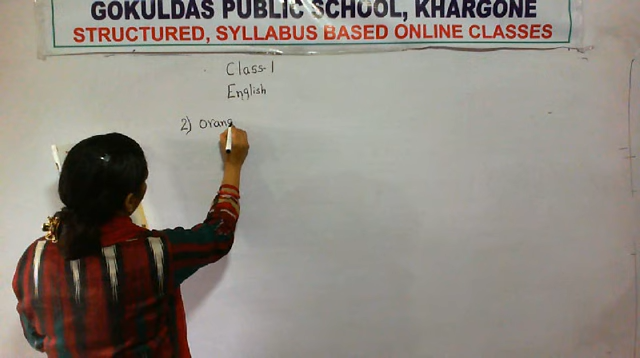 GOKULDAS PUBLIC SCHOOL, KHARGONE
STRUCTURED, SYLLABUS BASED ONLINE CLASSES
Class-1
English
2) Orang